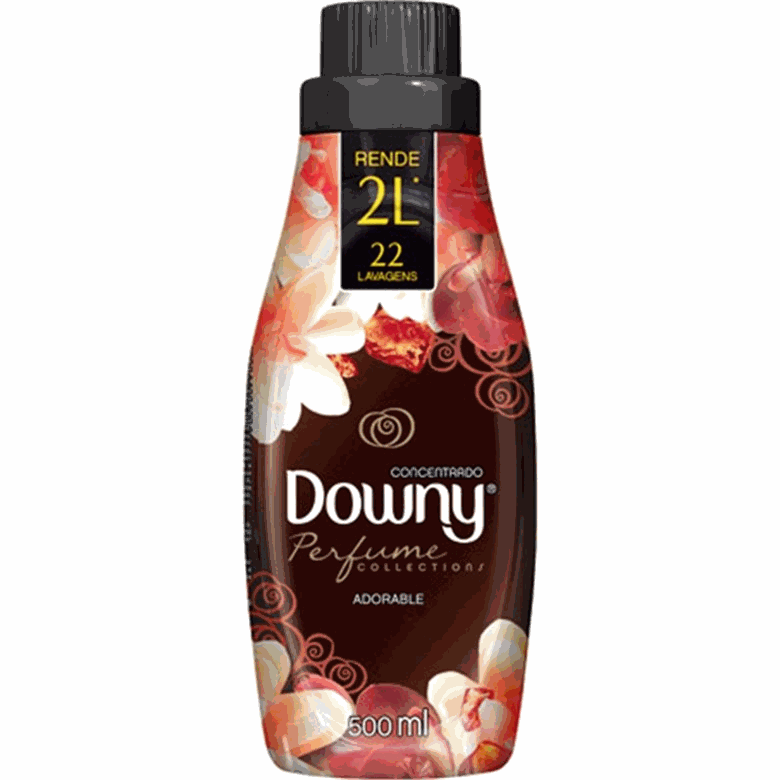 RENDE
2L*
22
LAVAGENS
CONCENTRADO
Downy®
Perfume
COLLECTIONS
ADORABLE
500 ml